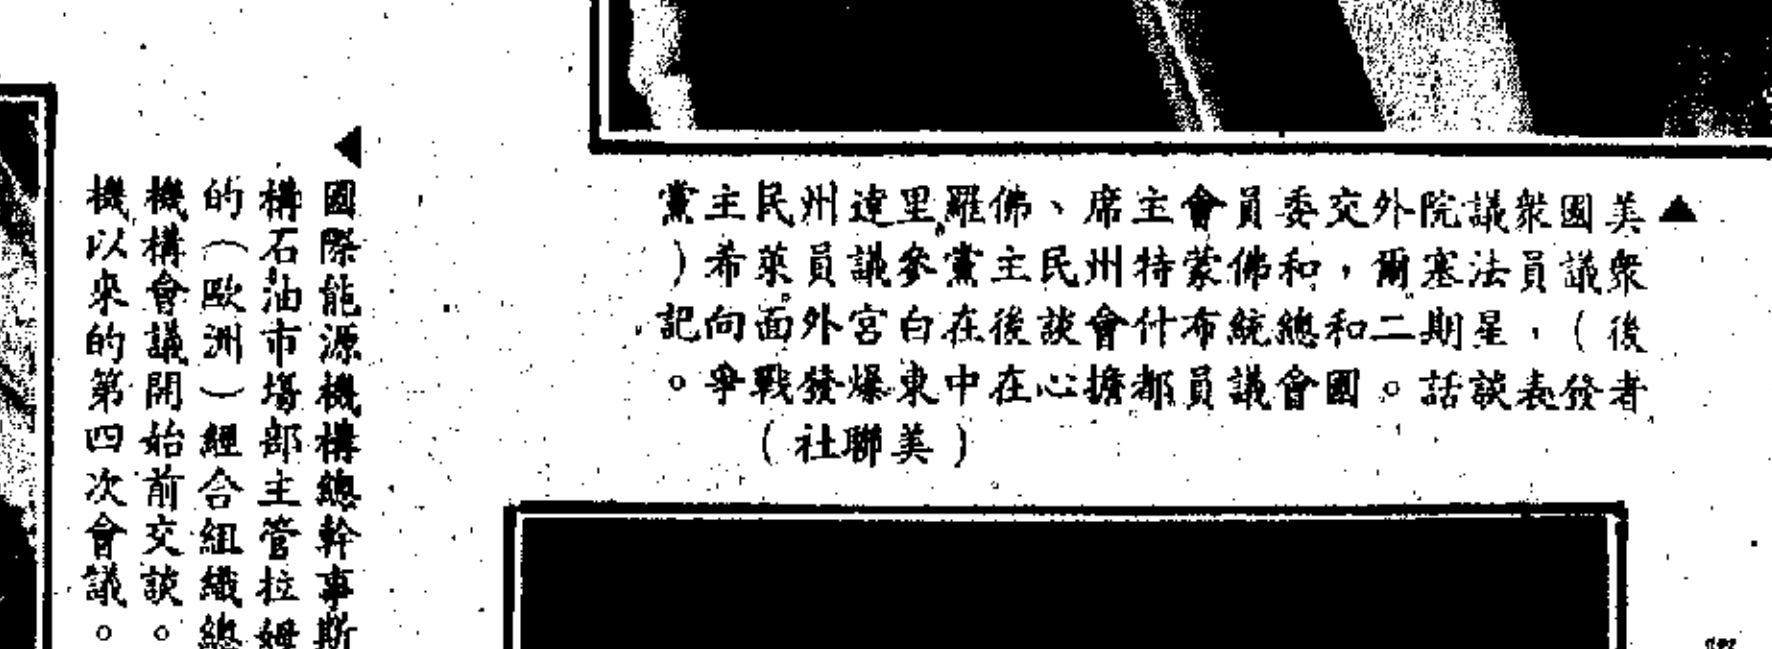 ▲美國衆議院外交委員會主席、佛羅里達州民主黨
衆議員法塞爾，和佛蒙特州民主黨參議員萊希(
後)，星期二和總統布什會談後在白宮外面向記
者發表談話。國會議員都擔心在中東爆發戰爭。
(美聯社)
▲國際能源機構總幹事斯
構石油市場部主管拉姆
的(歐洲)經合組織總
機構會議開始前交談。
機以來的第四次會議。